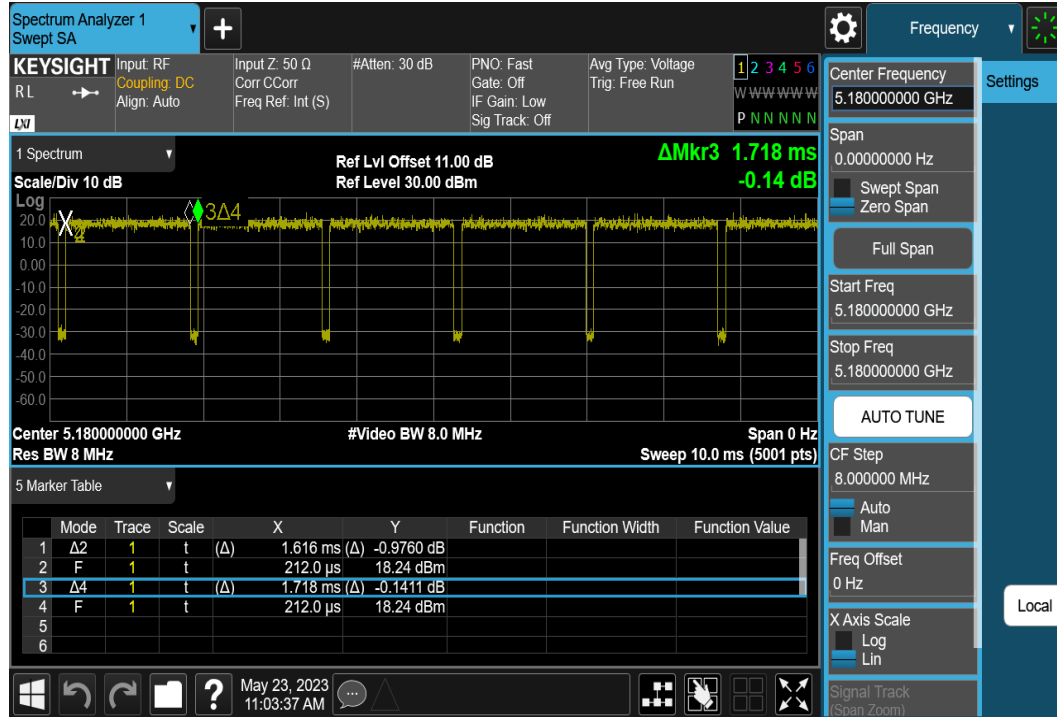 Spectrum Analyzer 1
Swept SA
+
Frequency
KEYSIGHT
RL
LXI
Input: RF
Coupling: DC
Align: Auto
Input Z: 50 Ω
Corr CCorr
Freq Ref: Int (S)
#Atten: 30 dB
PNO: Fast
Gate: Off
IF Gain: Low
Sig Track: Off
Avg Type: Voltage
Trig: Free Run
1 2 3 4 5 6
W W W W W W
P N N N N N
1 Spectrum
Scale/Div 10 dB
Ref Lvl Offset 11.00 dB
Ref Level 30.00 dBm
ΔMkr3 1.718 ms
-0.14 dB
Log
20.0
10.0
0.00
-10.0
-20.0
-30.0
-40.0
-50.0
-60.0
3Δ4
Center 5.180000000 GHz
#Video BW 8.0 MHz
Span 0 Hz
Res BW 8 MHz
Sweep 10.0 ms (5001 pts)
5 Marker Table
Mode Trace Scale X Y Function Function Width Function Value
1 Δ2 1 t (Δ) 1.616 ms (Δ) -0.9760 dB
2 F 1 t 212.0 µs 18.24 dBm
3 Δ4 1 t (Δ) 1.718 ms (Δ) -0.1411 dB
4 F 1 t 212.0 µs 18.24 dBm
5
6
May 23, 2023
11:03:37 AM
?
Center Frequency
5.180000000 GHz
Span
0.00000000 Hz
Swept Span
Zero Span
Full Span
Start Freq
5.180000000 GHz
Stop Freq
5.180000000 GHz
AUTO TUNE
CF Step
8.000000 MHz
Auto
Man
Freq Offset
0 Hz
X Axis Scale
Log
Lin
Signal Track
(Span Zoom)
Settings
Local